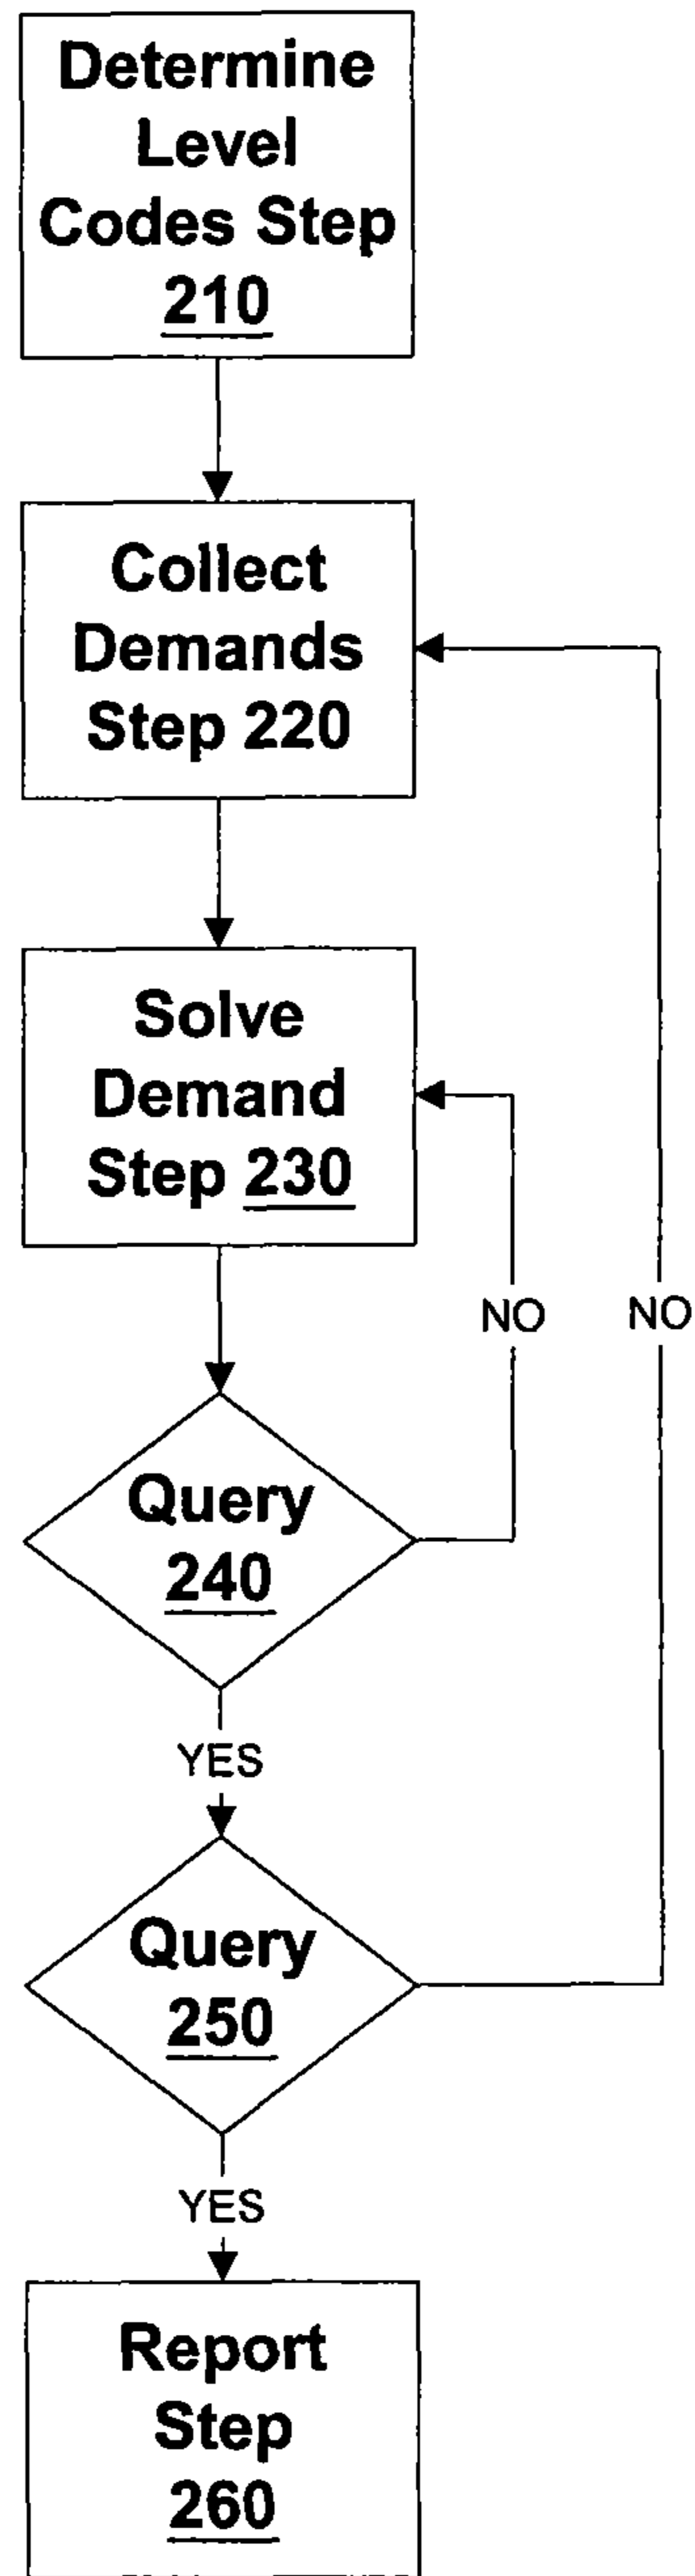 Determine
Level
Codes Step
210
Collect
Demands
Step 220
Solve
Demand
Step 230
NO
NO
Query
240
YES
Query
250
YES
Report
Step
260